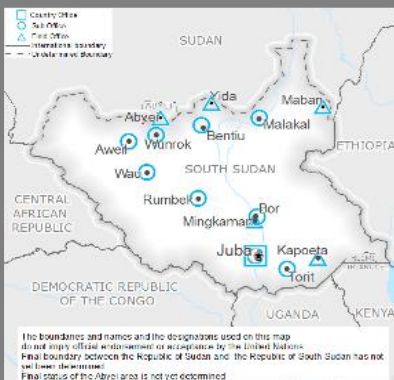 Country Office
Sub Office
Field Office
International boundary
Undetermined Boundary
SUDAN
Yida
Abyei
Maban
Malakal
Bentiu
Wunrok
Aweil
ETHIOPIA
SOUTH SUDAN
Wau
CENTRAL
AFRICAN
REPUBLIC
Rumbek
Bor
Mingkaman
Juba
Kapoeta
Torit
DEMOCRATIC REPUBLIC
OF THE CONGO
UGANDA
KENYA
The boundaries and names and the designations used on this map
do not imply official endorsement or acceptance by the United Nations
Final boundary between the Republic of Sudan and the Republic of South Sudan has not
yet been determined
Final status of the Abyei area is not yet determined